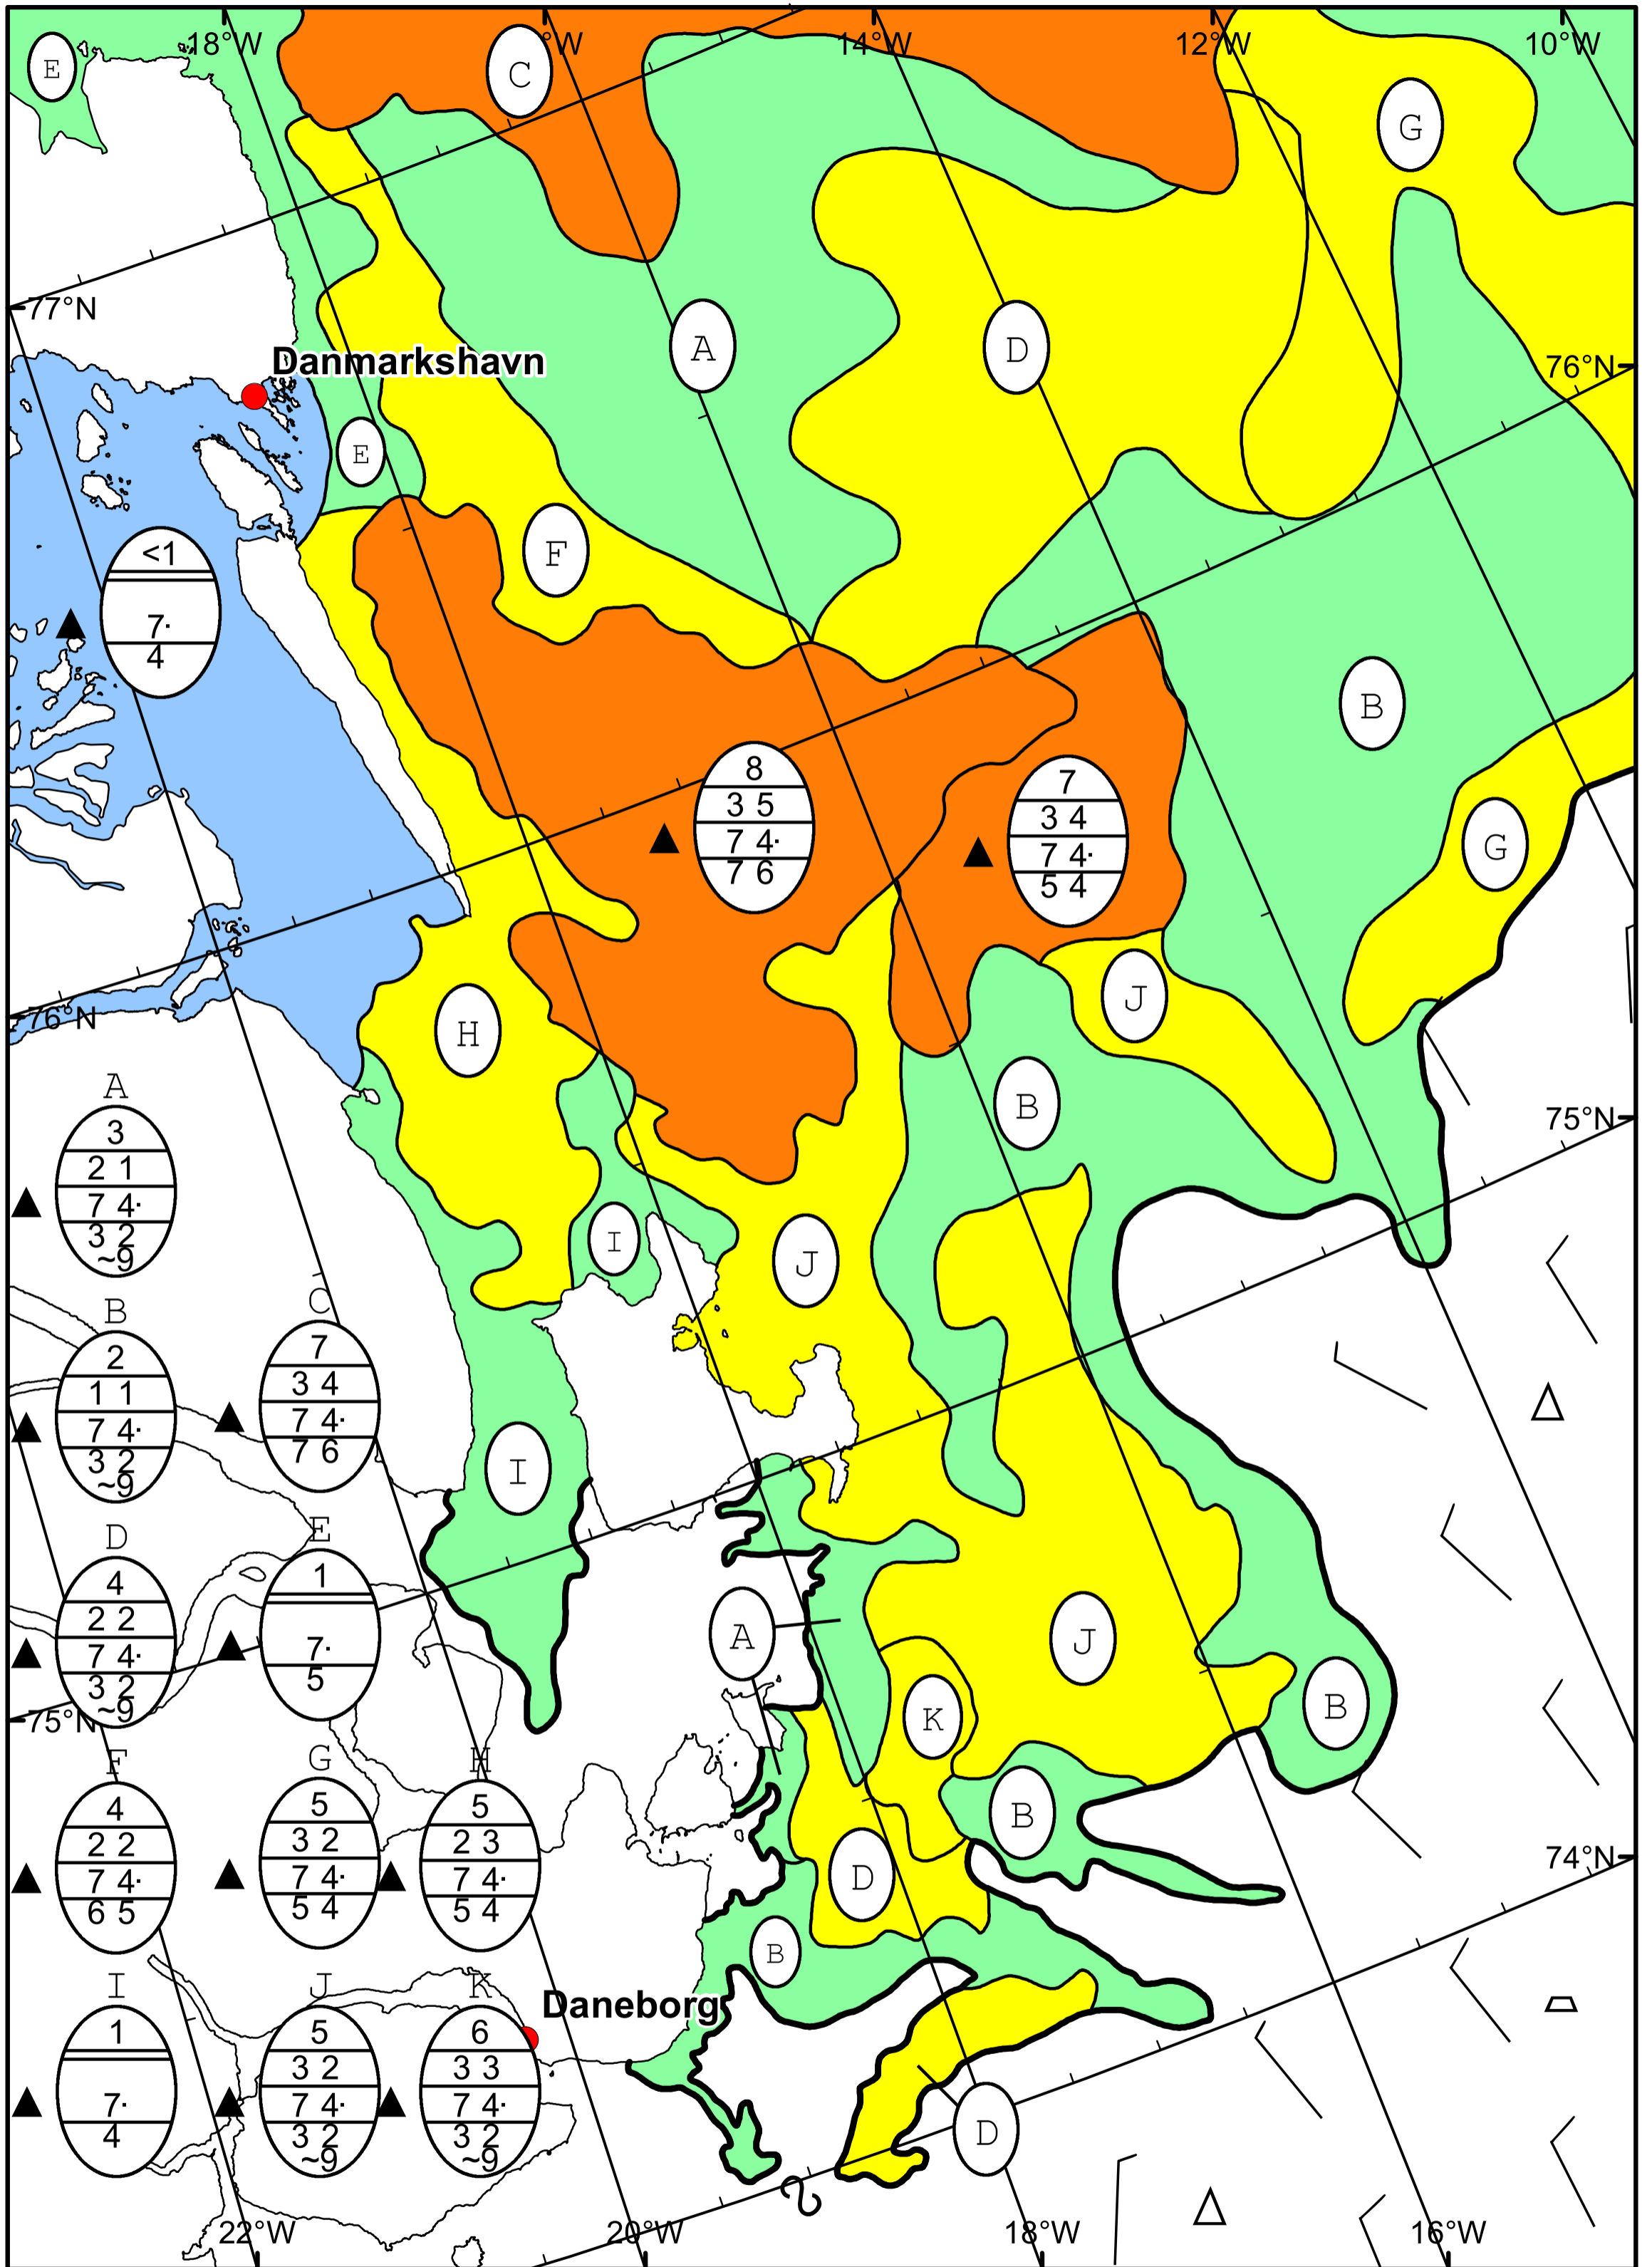 18°W
°W
14°W
12°W
10°W
E
C
G
77°N
Danmarkshavn
A
D
76°N
E
F
<1
7·
4
8
3 5
7 4·
7 6
7
3 4
7 4·
5 4
B
G
76°N
H
J
B
75°N
I
J
A
3
2 1
7 4·
3 2
~9
B
2
1 1
7 4·
3 2
~9
C
7
3 4
7 4·
7 6
I
D
4
2 2
7 4·
3 2
~9
E
1
7·
5
A
J
K
B
75°N
F
4
2 2
7 4·
6 5
G
5
3 2
7 4·
5 4
H
5
2 3
7 4·
5 4
B
74°N
D
B
Daneborg
I
1
7·
4
J
5
3 2
7 4·
3 2
~9
K
6
3 3
7 4·
3 2
~9
D
22°W
20°W
18°W
16°W